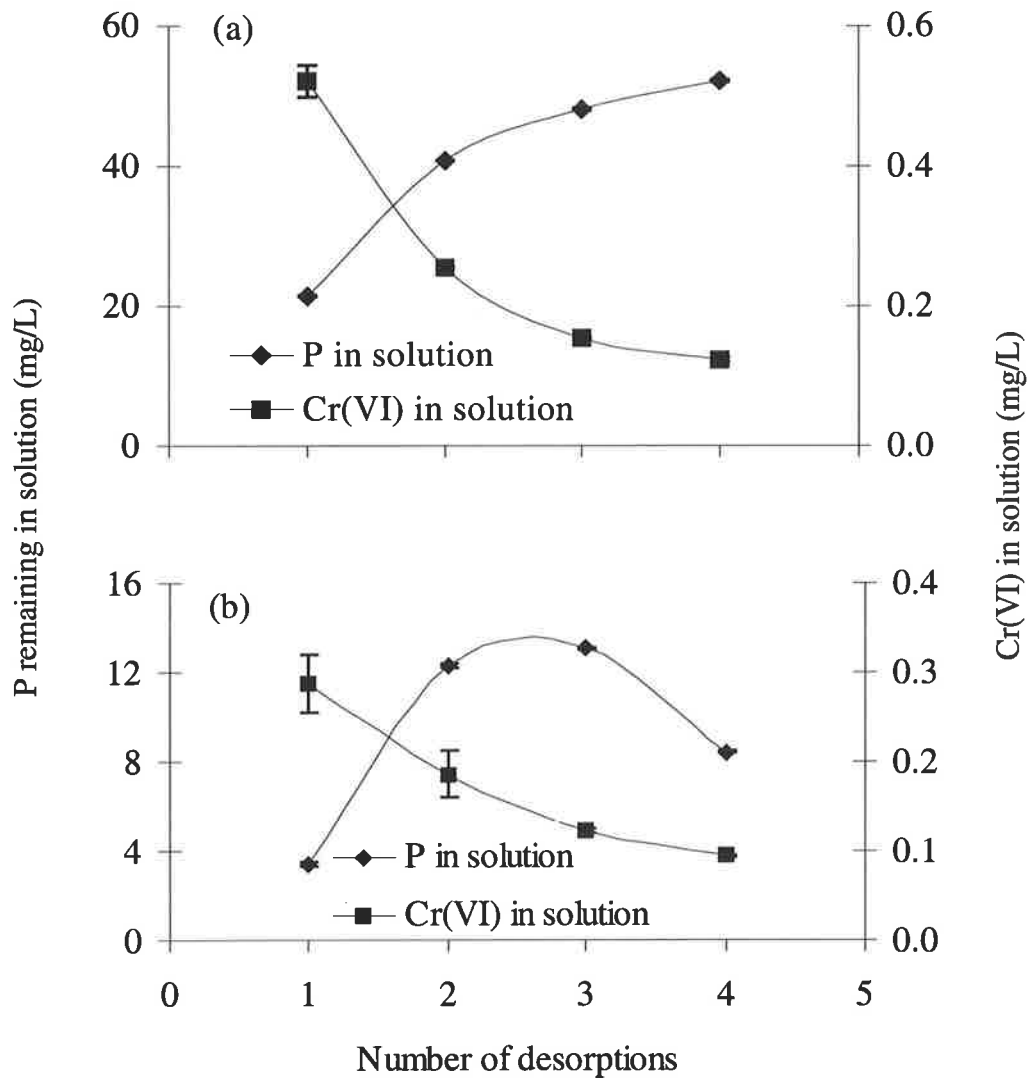 (a)
60
40
20
0
0.6
0.4
0.2
0.0
P in solution
Cr(VI) in solution
P remaining in solution (mg/L)
Cr(VI) in solution (mg/L)
(b)
16
12
8
4
0
0.4
0.3
0.2
0.1
0.0
P in solution
Cr(VI) in solution
0 1 2 3 4 5
Number of desorptions